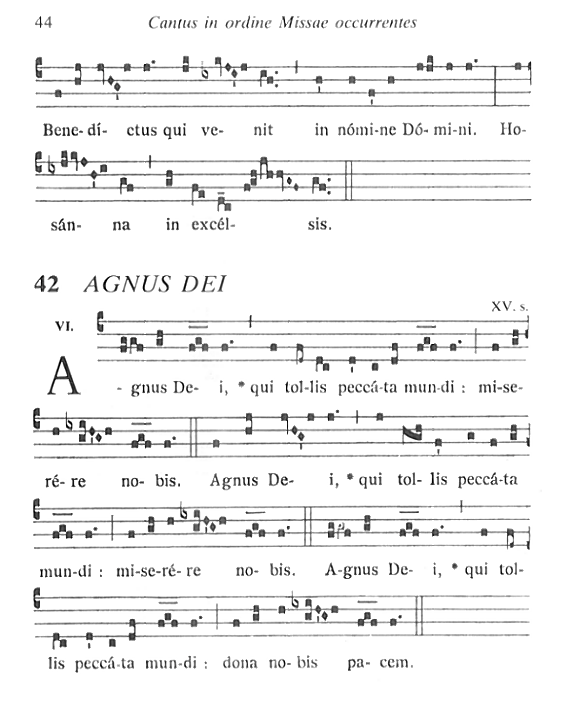 44 Cantus in ordine Missae occurrentes
Bene- dí- ctus qui ve- nit in nómi-ne Dó- mi-ni. Ho-
sán- na in excél- sis.
42 AGNUS DEI
XV. s.
VI.
A - gnus De- i, * qui tol-lis peccá-ta mun-di : mi-se-
ré- re no- bis. Agnus De- i, * qui tol- lis peccá-ta
mun-di : mi-se-ré- re no- bis. A-gnus De- i, * qui tol-
lis peccá-ta mun-di : dona no- bis pa- cem.